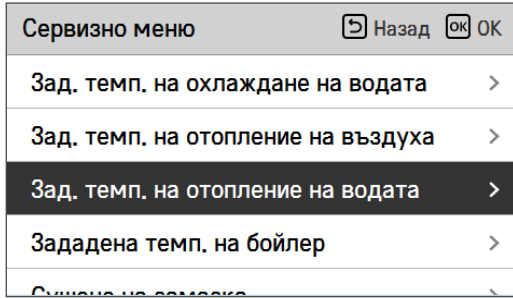 Сервизно меню Назад OK OK
Зад. темп. на охлаждане на водата
Зад. темп. на отопление на въздуха
Зад. темп. на отопление на водата
Зададена темп. на бойлер